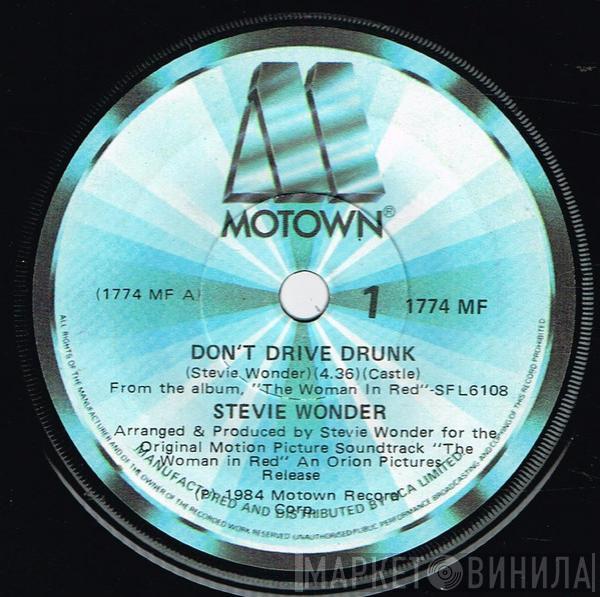 MOTOWN®
(1774 MF A)
1
1774 MF
DON'T DRIVE DRUNK
(Stevie Wonder)(4.36)(Castle)
From the album, "The Woman In Red"-SFL6108
STEVIE WONDER
Arranged & Produced by Stevie Wonder for the
Original Motion Picture Soundtrack "The
Woman in Red" An Orion Pictures
Release
(P) 1984 Motown Record
Corp.
MANUFACTURED AND DISTRIBUTED BY RCA LIMITED
ALL RIGHTS OF THE MANUFACTURER AND OF THE OWNER OF THE RECORDED WORK RESERVED UNAUTHORISED PUBLIC PERFORMANCE BROADCASTING AND COPYING OF THIS RECORD PROHIBITED
МАРКЕТ ВИНИЛА